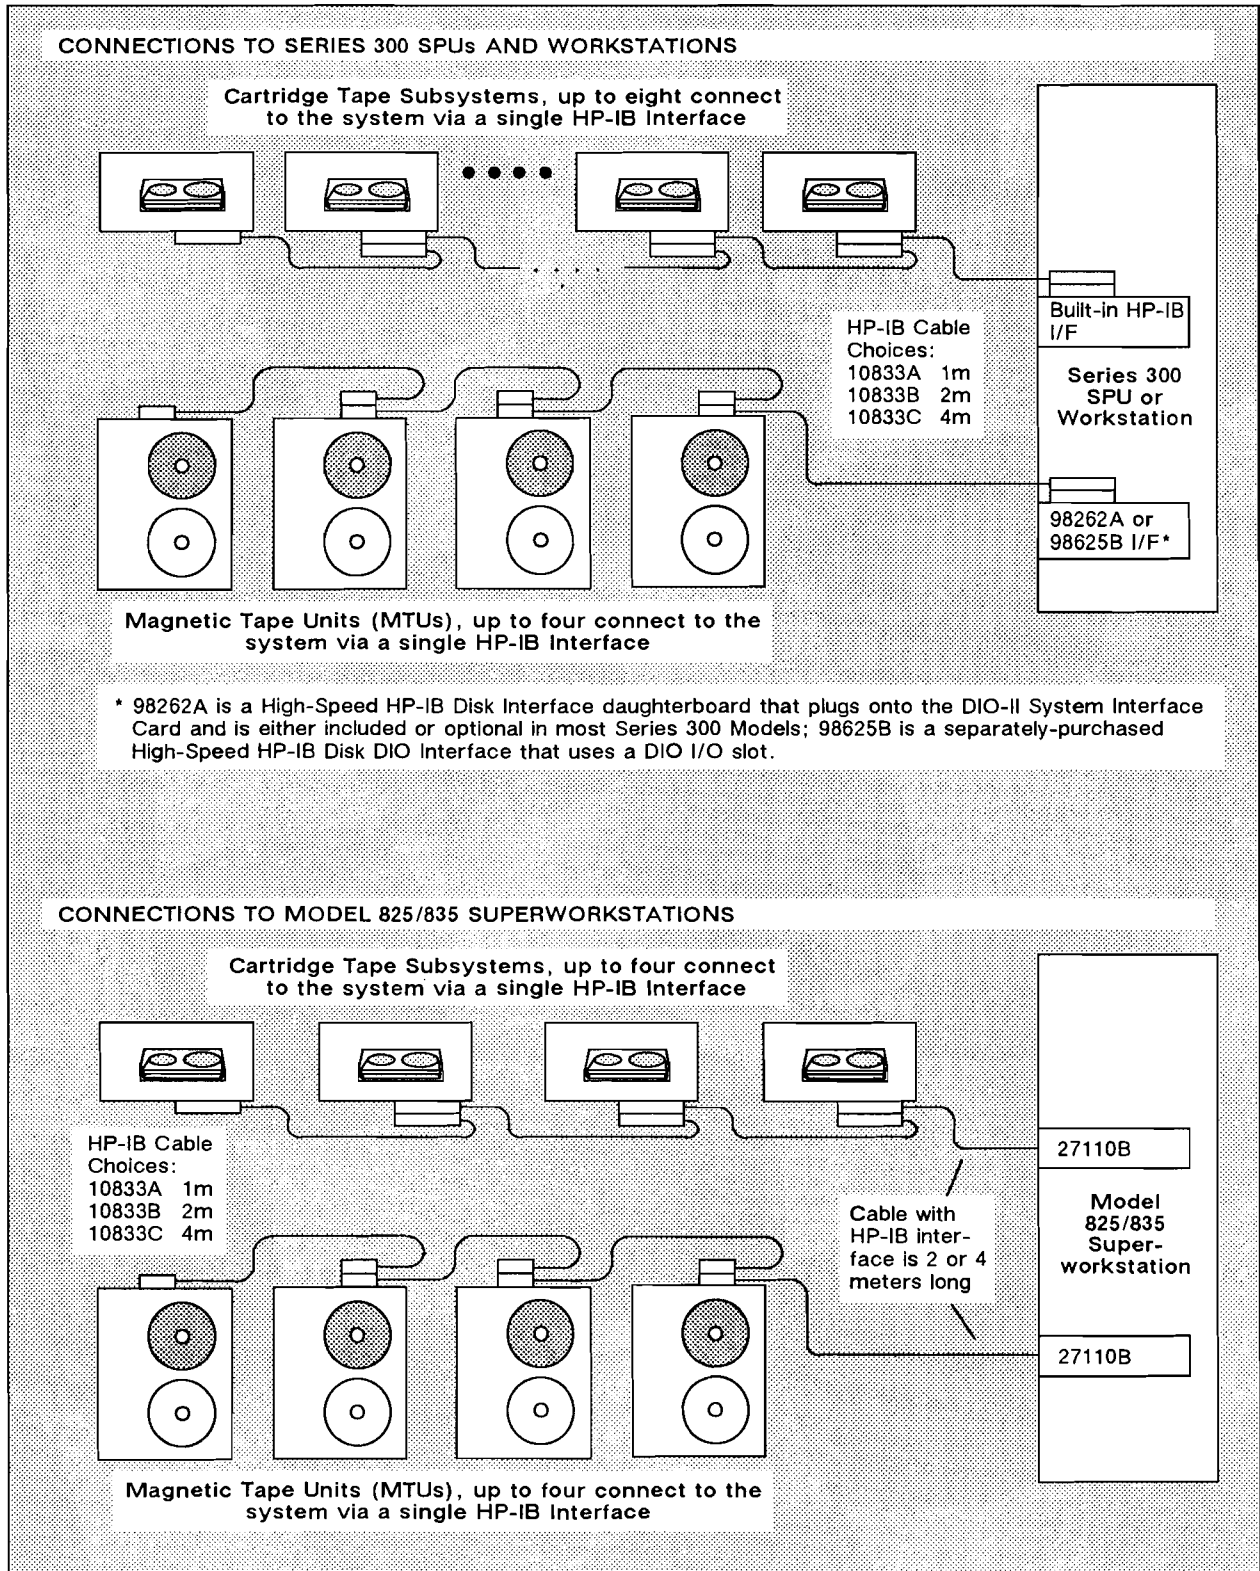 CONNECTIONS TO SERIES 300 SPUs AND WORKSTATIONS
Cartridge Tape Subsystems, up to eight connect
to the system via a single HP-IB Interface
Built-in HP-IB
I/F
HP-IB Cable
Choices:
10833A 1m
10833B 2m
10833C 4m
Series 300
SPU or
Workstation
98262A or
98625B I/F*
Magnetic Tape Units (MTUs), up to four connect to the
system via a single HP-IB Interface
* 98262A is a High-Speed HP-IB Disk Interface daughterboard that plugs onto the DIO-II System Interface
Card and is either included or optional in most Series 300 Models; 98625B is a separately-purchased
High-Speed HP-IB Disk DIO Interface that uses a DIO I/O slot.
CONNECTIONS TO MODEL 825/835 SUPERWORKSTATIONS
Cartridge Tape Subsystems, up to four connect
to the system via a single HP-IB Interface
HP-IB Cable
Choices:
10833A 1m
10833B 2m
10833C 4m
27110B
Cable with
HP-IB inter-
face is 2 or 4
meters long
Model
825/835
Super-
workstation
27110B
Magnetic Tape Units (MTUs), up to four connect to the
system via a single HP-IB Interface